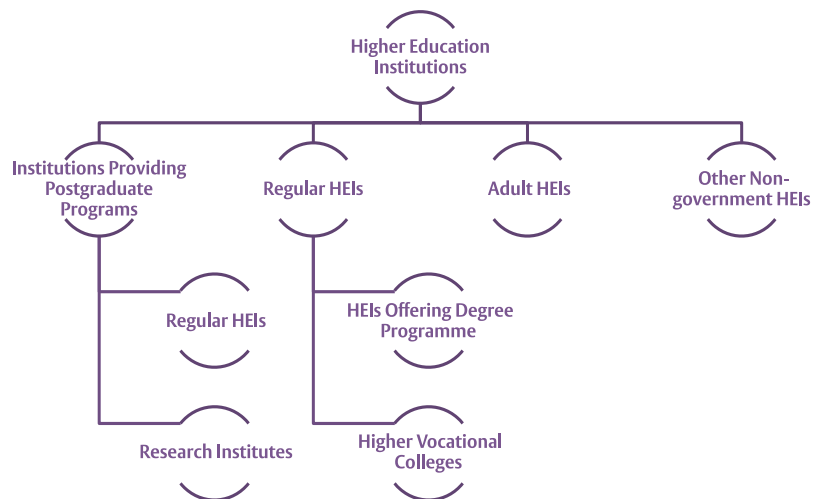 Higher Education
Institutions
Institutions Providing
Postgraduate
Programs
Regular HEIs
Adult HEIs
Other Non-
government HEIs
Regular HEIs
HEIs Offering Degree
Programme
Research Institutes
Higher Vocational
Colleges